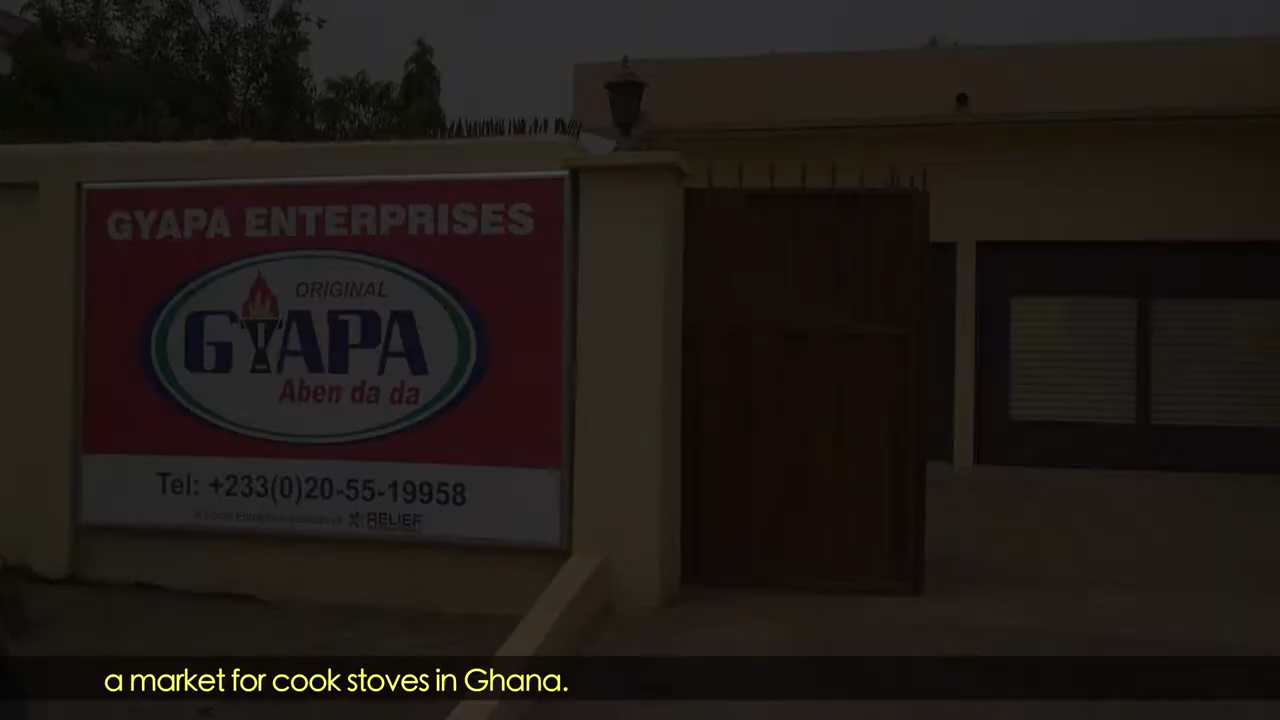 GYAPA ENTERPRISES
ORIGINAL
GYAPA
Aben da da
Tel: +233(0)20-55-19958
RELIEF
a market for cook stoves in Ghana.